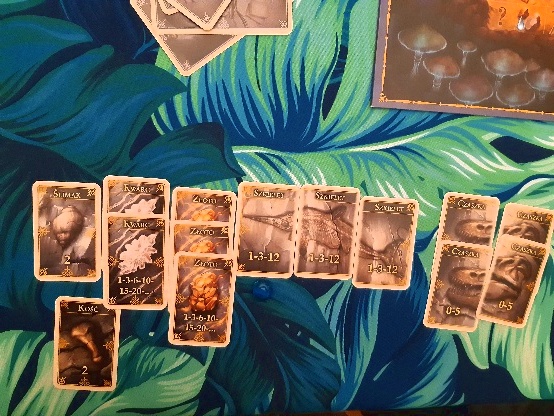 ŚLIMAK
2
KWARC
KWARC
1-3-6-10-
15-20-...
ZŁOTO
ZŁOTO
ZŁOTO
1-3-6-10-
15-20-...
SZKIELET
1-3-12
SZKIELET
1-3-12
SZKIELET
1-3-12
CZASZKA
CZASZKA
0-5
CZASZKA
CZASZKA
0-5
KOŚĆ
2
?